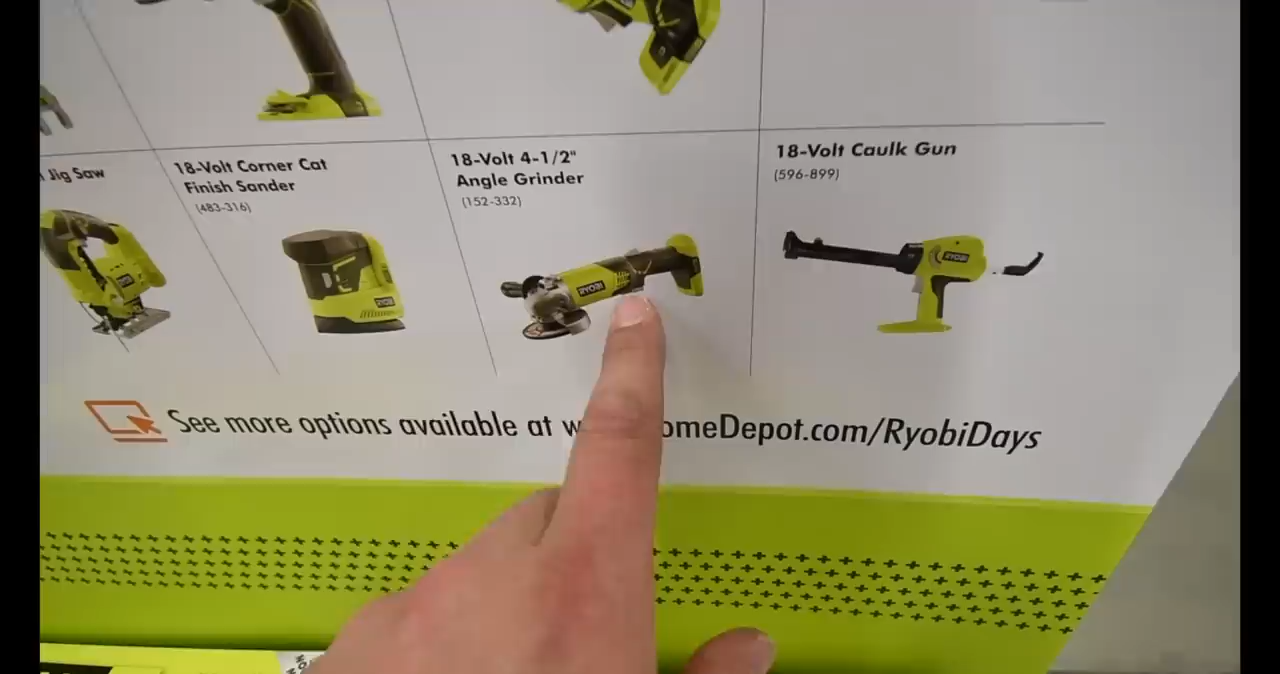 Jig Saw
18-Volt Corner Cat
Finish Sander
(483-316)
18-Volt 4-1/2"
Angle Grinder
(152-332)
18-Volt Caulk Gun
(596-899)
RYOBI
RYOBI
RYOBI
See more options available at w omeDepot.com/RyobiDays